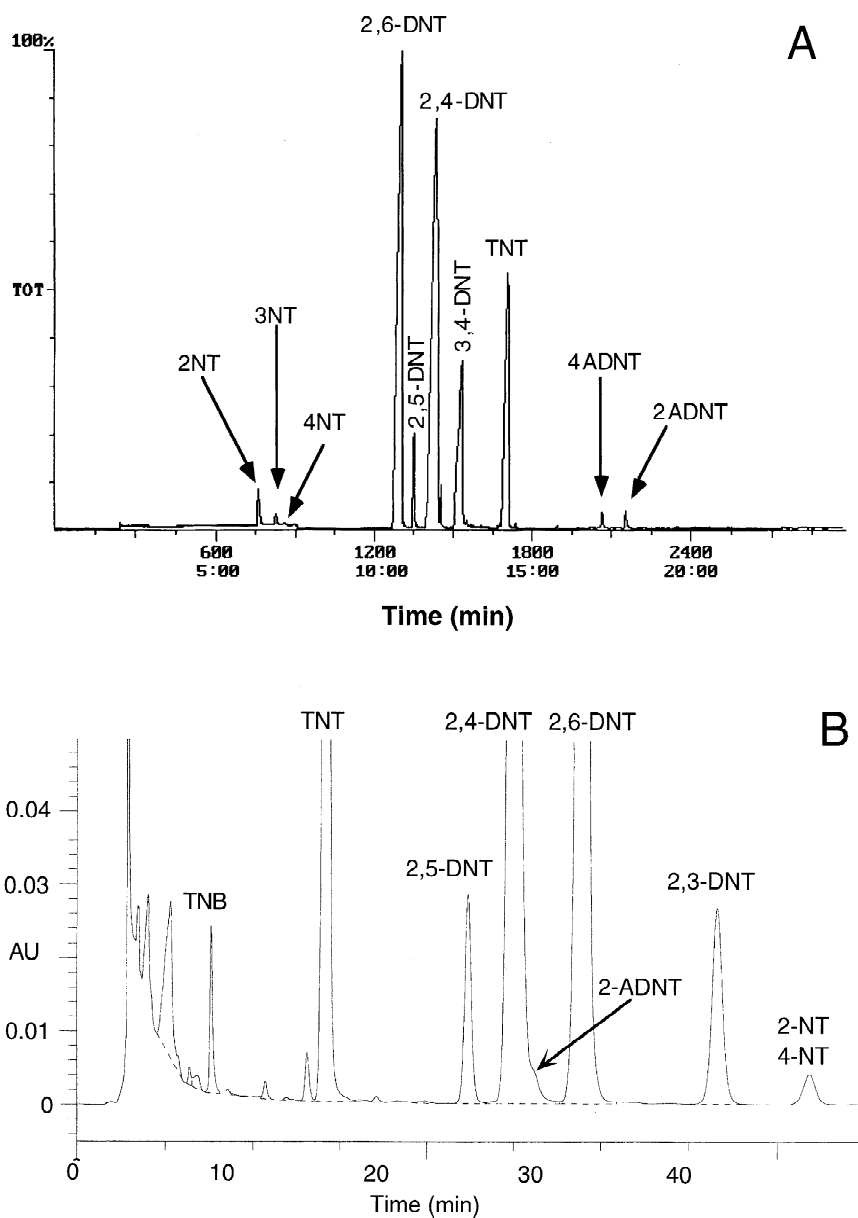 A
100%
2,6-DNT
2,4-DNT
TNT
3,4-DNT
TOT
3NT
2,5-DNT
2NT
4ADNT
4NT
2ADNT
600 1200 1800 2400
5:00 10:00 15:00 20:00
Time (min)
B
TNT 2,4-DNT 2,6-DNT
0.04
0.03
2,5-DNT
2,3-DNT
TNB
AU
2-ADNT
0.01
2-NT
4-NT
0
0 10 20 30 40
Time (min)